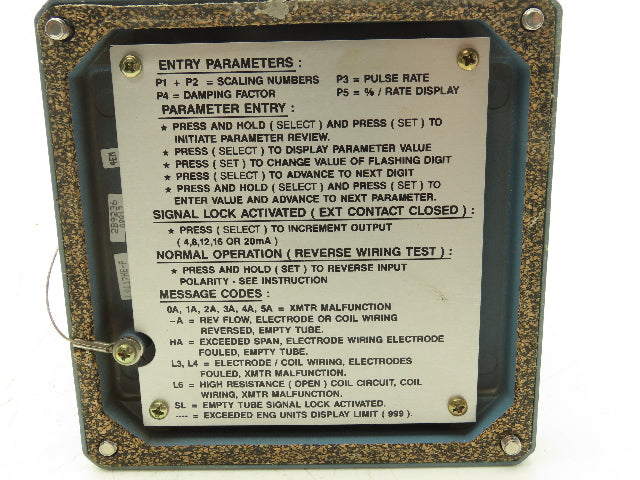 ENTRY PARAMETERS :
P1 + P2 = SCALING NUMBERS P3 = PULSE RATE
P4 = DAMPING FACTOR P5 = % / RATE DISPLAY
PARAMETER ENTRY :
★ PRESS AND HOLD ( SELECT ) AND PRESS ( SET ) TO
INITIATE PARAMETER REVIEW.
★ PRESS ( SELECT ) TO DISPLAY PARAMETER VALUE
★ PRESS ( SET ) TO CHANGE VALUE OF FLASHING DIGIT
★ PRESS ( SELECT ) TO ADVANCE TO NEXT DIGIT
★ PRESS AND HOLD ( SELECT ) AND PRESS ( SET ) TO
ENTER VALUE AND ADVANCE TO NEXT PARAMETER.
SIGNAL LOCK ACTIVATED ( EXT CONTACT CLOSED ) :
★ PRESS ( SELECT ) TO INCREMENT OUTPUT
( 4,8,12,16 OR 20mA )
NORMAL OPERATION ( REVERSE WIRING TEST ) :
★ PRESS AND HOLD ( SET ) TO REVERSE INPUT
POLARITY - SEE INSTRUCTION
MESSAGE CODES :
0A, 1A, 2A, 3A, 4A, 5A = XMTR MALFUNCTION
-A = REV FLOW, ELECTRODE OR COIL WIRING
REVERSED, EMPTY TUBE.
HA = EXCEEDED SPAN, ELECTRODE WIRING ELECTRODE
FOULED, EMPTY TUBE.
L3, L4 = ELECTRODE / COIL WIRING, ELECTRODES
FOULED, XMTR MALFUNCTION.
L6 = HIGH RESISTANCE ( OPEN ) COIL CIRCUIT, COIL
WIRING, XMTR MALFUNCTION.
SL = EMPTY TUBE SIGNAL LOCK ACTIVATED.
---- = EXCEEDED ENG UNITS DISPLAY LIMIT ( 999 ).
2B9236